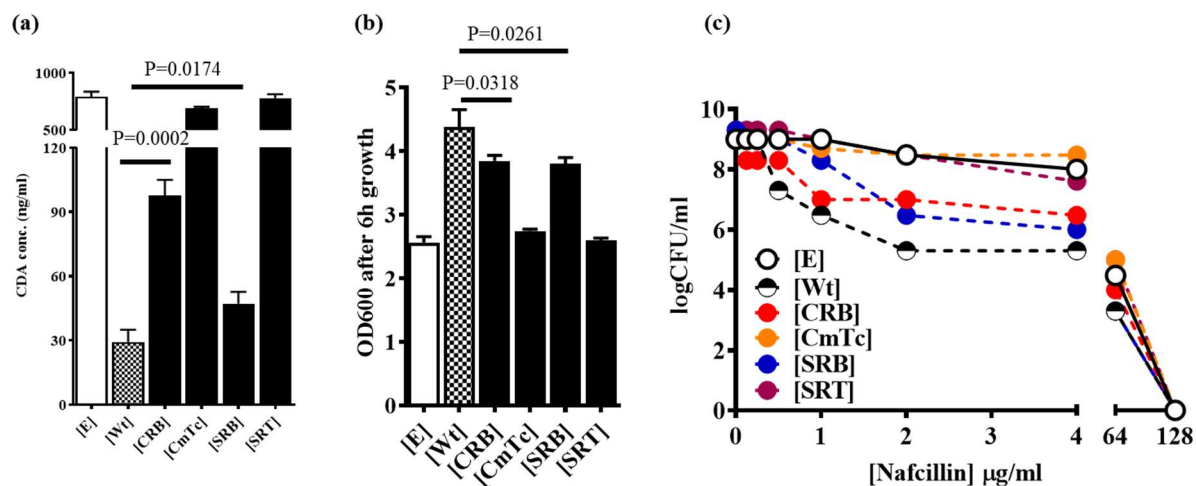 (a)
CDA conc. (ng/ml)
1000
500
120
90
60
30
0
P=0.0174
P=0.0002
[E]
[Wt]
[CRB]
[CmTc]
[SRB]
[SRT]
(b)
OD600 after 6h growth
5
4
3
2
1
0
P=0.0261
P=0.0318
[E]
[Wt]
[CRB]
[CmTc]
[SRB]
[SRT]
(c)
logCFU/ml
10
8
6
4
2
0
[E]
[Wt]
[CRB]
[CmTc]
[SRB]
[SRT]
0 1 2 3 4 64 128
[Nafcillin] µg/ml